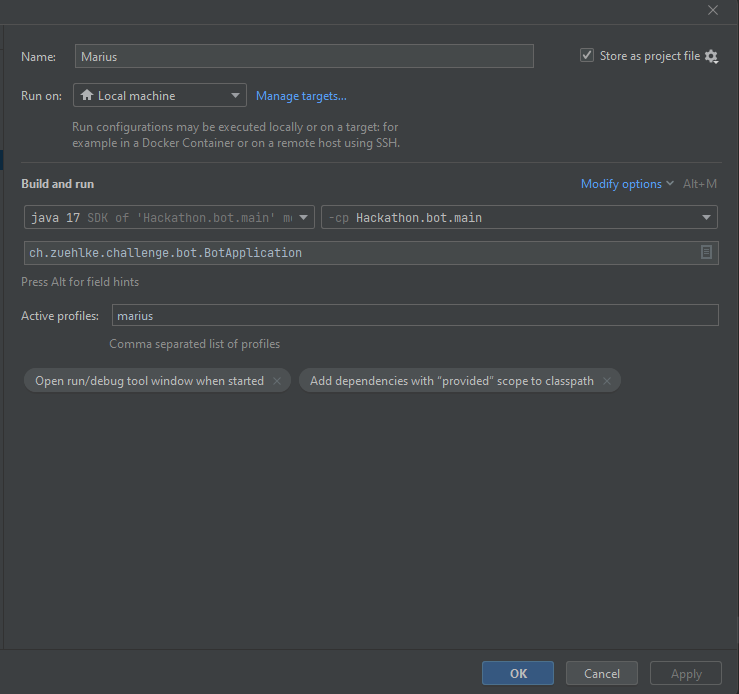 Name: Marius Store as project file
Run on: Local machine Manage targets...
Run configurations may be executed locally or on a target: for
example in a Docker Container or on a remote host using SSH.
Build and run Modify options Alt+M
java 17 SDK of 'Hackathon.bot.main' -cp Hackathon.bot.main
ch.zuehlke.challenge.bot.BotApplication
Press Alt for field hints
Active profiles: marius
Comma separated list of profiles
Open run/debug tool window when started × Add dependencies with “provided” scope to classpath ×
OK Cancel Apply